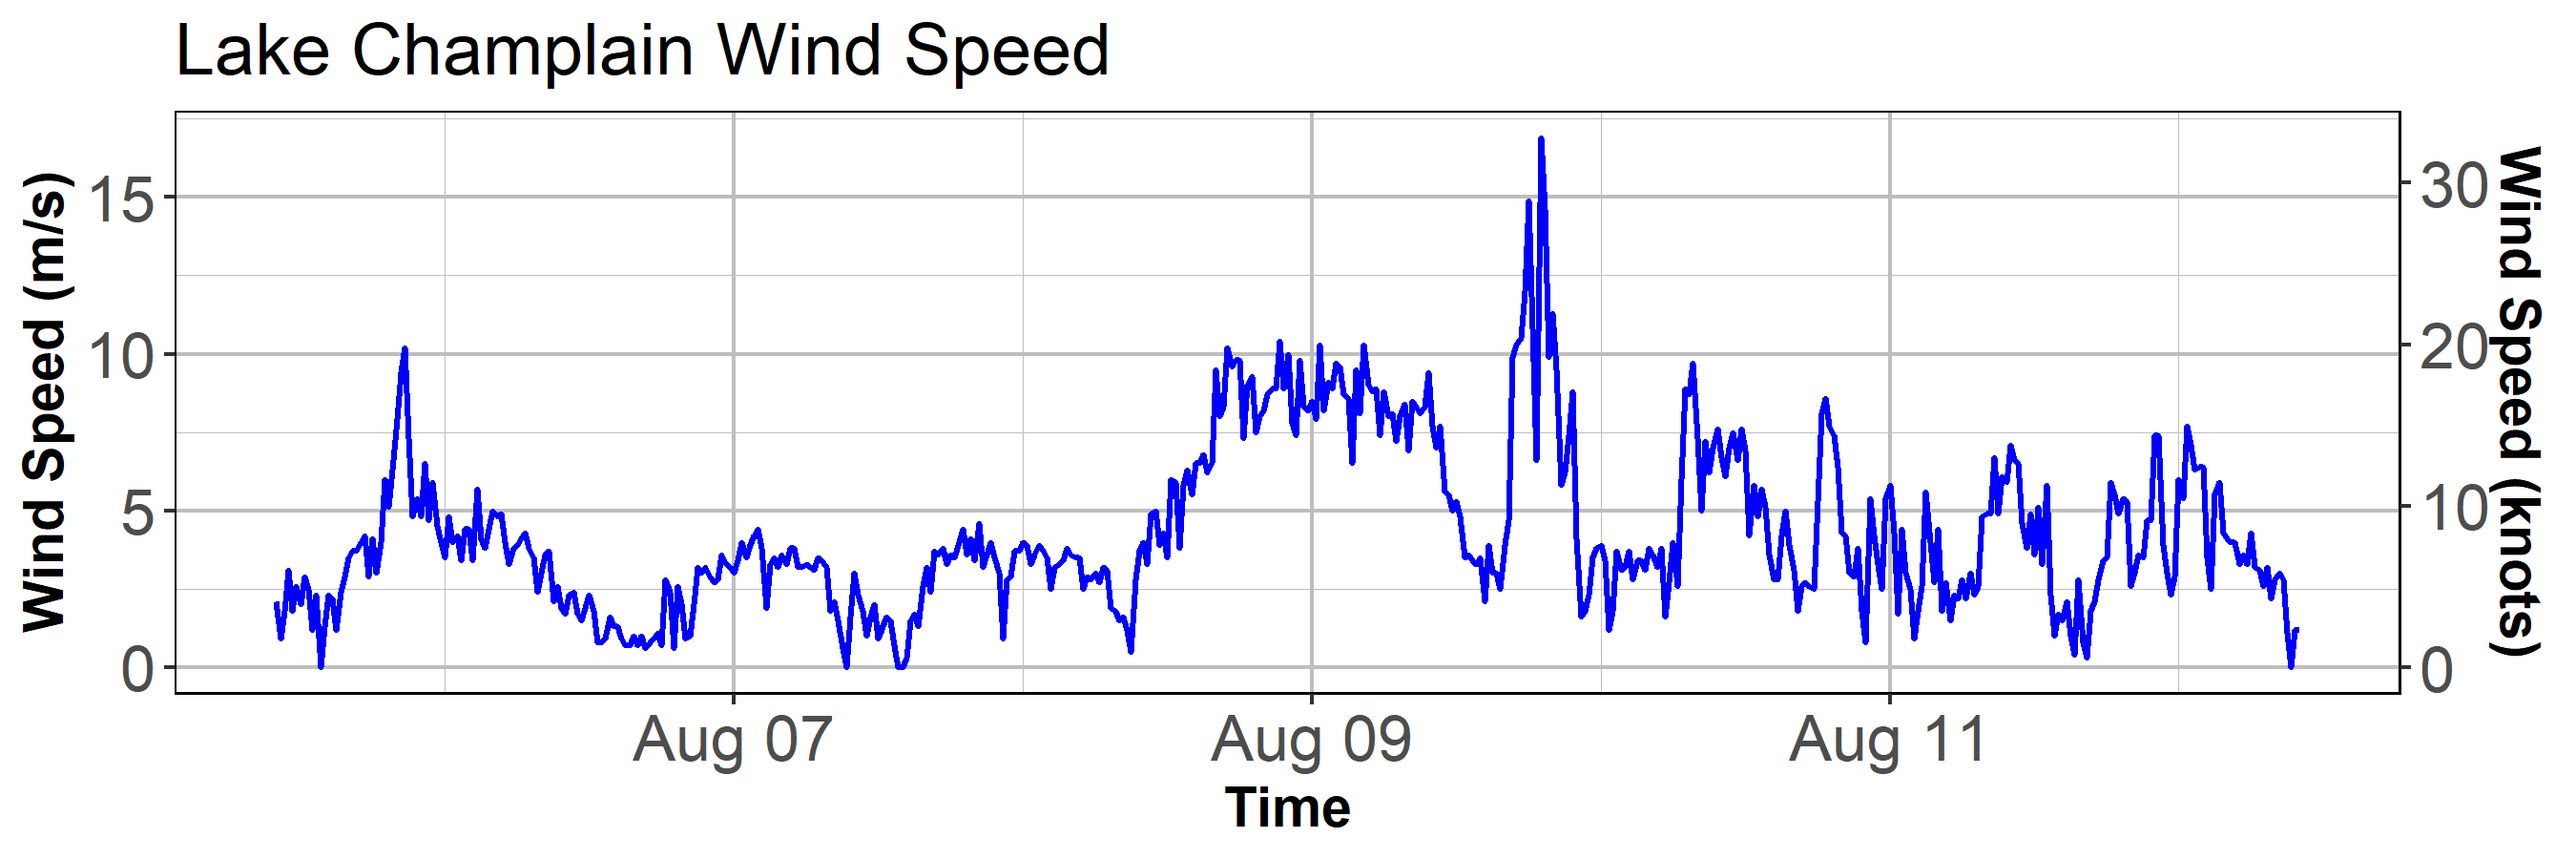 Lake Champlain Wind Speed
Wind Speed (m/s)
15
10
5
0
30
20
10
0
Wind Speed (knots)
Aug 07 Aug 09 Aug 11
Time